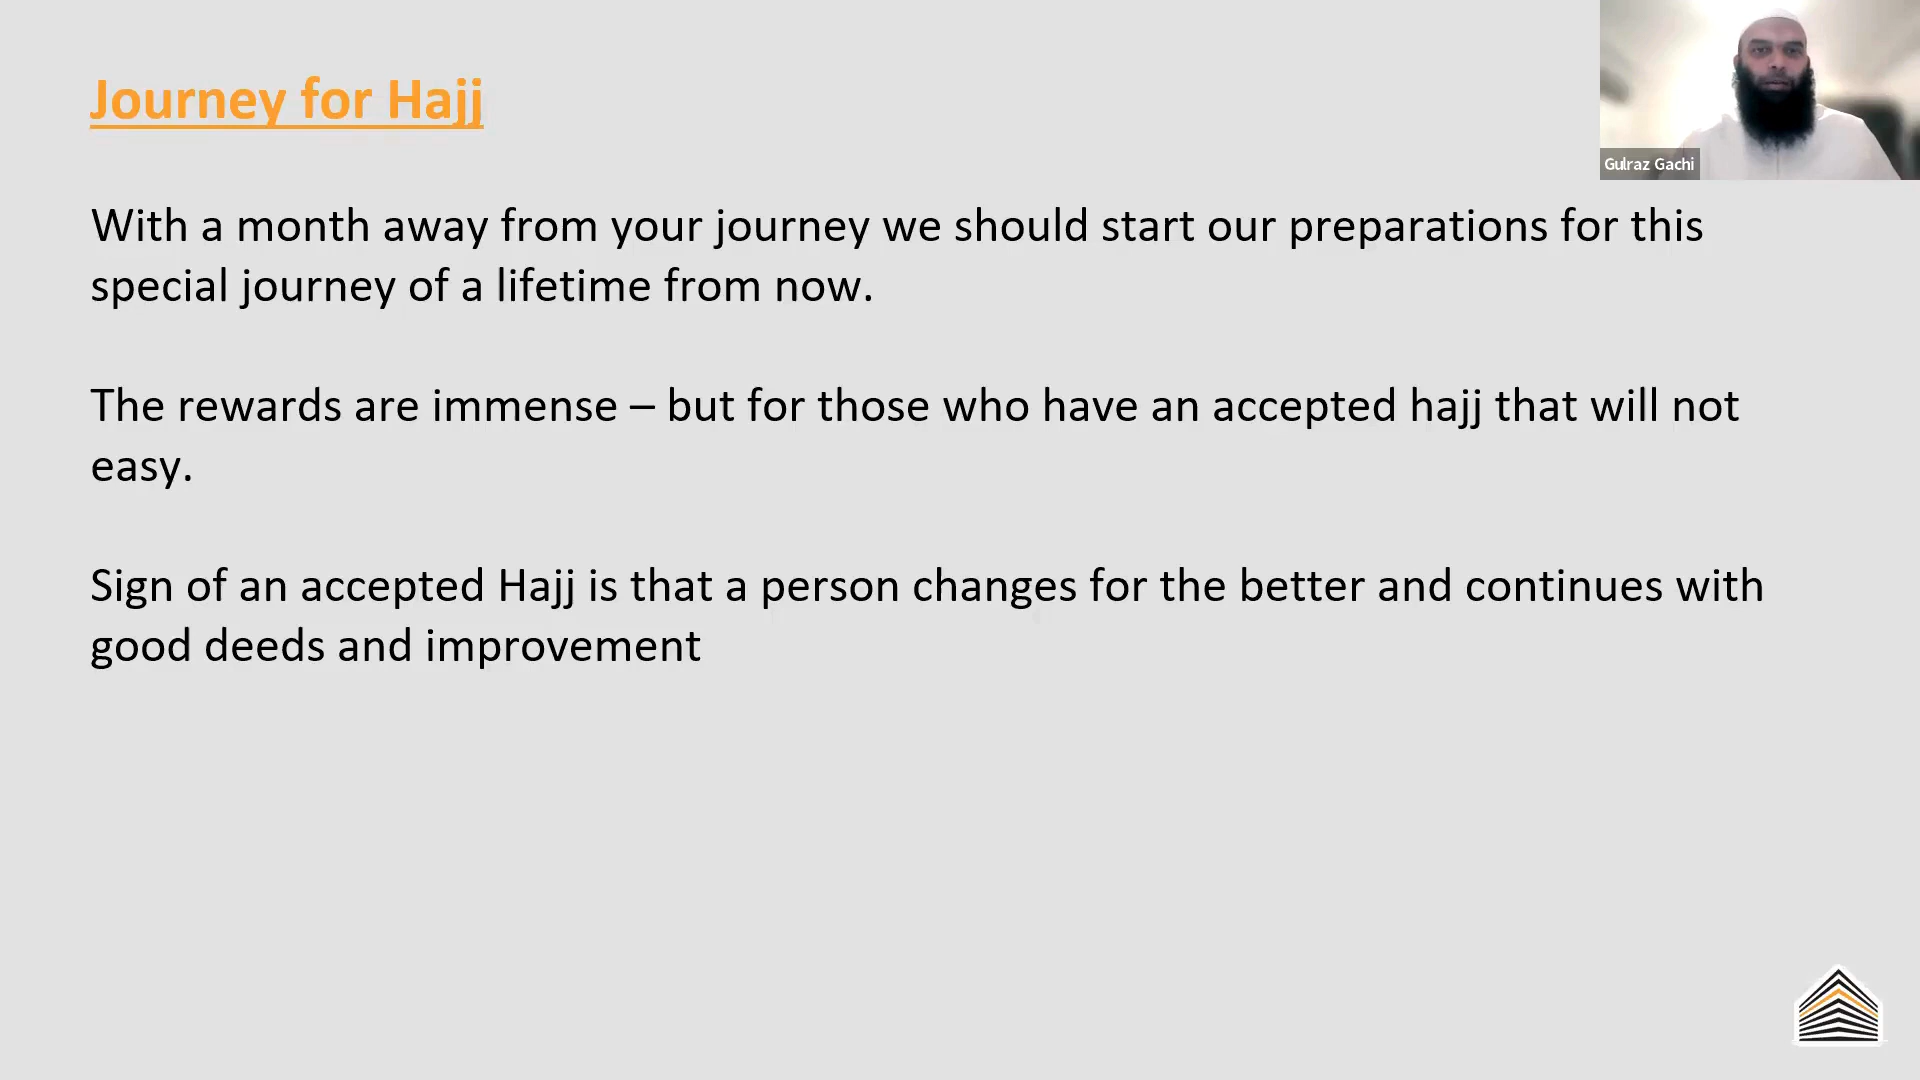 Journey for Hajj
Gulraz Gachi
With a month away from your journey we should start our preparations for this
special journey of a lifetime from now.
The rewards are immense – but for those who have an accepted hajj that will not
easy.
Sign of an accepted Hajj is that a person changes for the better and continues with
good deeds and improvement